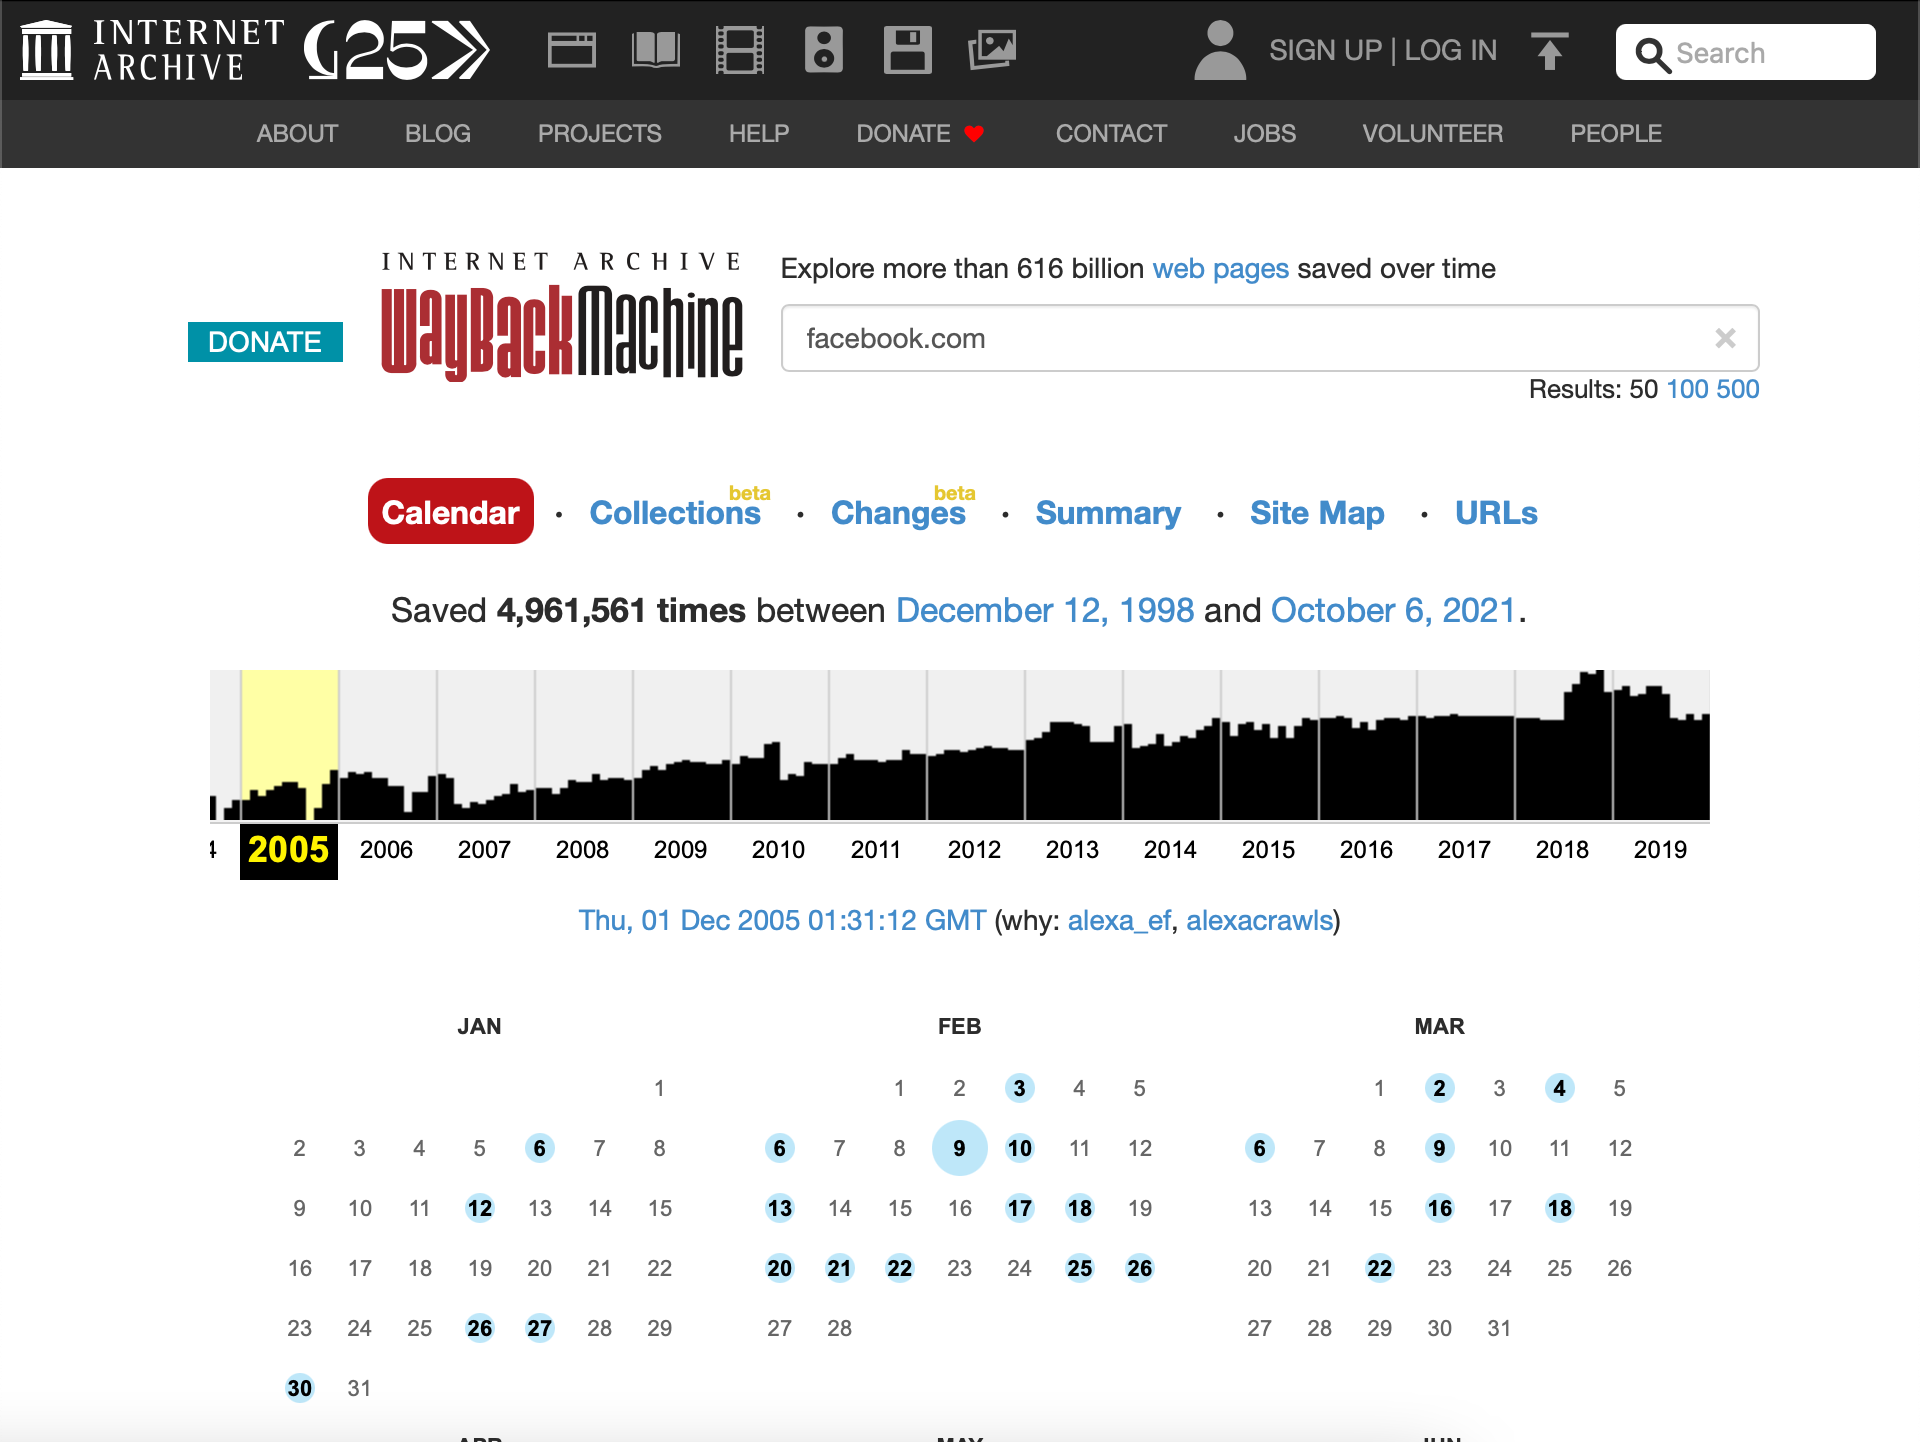 INTERNET ARCHIVE 25 SIGN UP | LOG IN Search
ABOUT BLOG PROJECTS HELP DONATE CONTACT JOBS VOLUNTEER PEOPLE
INTERNET ARCHIVE
WayBackMachine
DONATE
Explore more than 616 billion web pages saved over time
facebook.com
Results: 50 100 500
Calendar · Collections beta · Changes beta · Summary · Site Map · URLs
Saved 4,961,561 times between December 12, 1998 and October 6, 2021.
4 2005 2006 2007 2008 2009 2010 2011 2012 2013 2014 2015 2016 2017 2018 2019
Thu, 01 Dec 2005 01:31:12 GMT (why: alexa_ef, alexacrawls)
JAN
1
2 3 4 5 6 7 8
9 10 11 12 13 14 15
16 17 18 19 20 21 22
23 24 25 26 27 28 29
30 31
FEB
1 2 3 4 5
6 7 8 9 10 11 12
13 14 15 16 17 18 19
20 21 22 23 24 25 26
27 28
MAR
1 2 3 4 5
6 7 8 9 10 11 12
13 14 15 16 17 18 19
20 21 22 23 24 25 26
27 28 29 30 31
APR MAY JUN